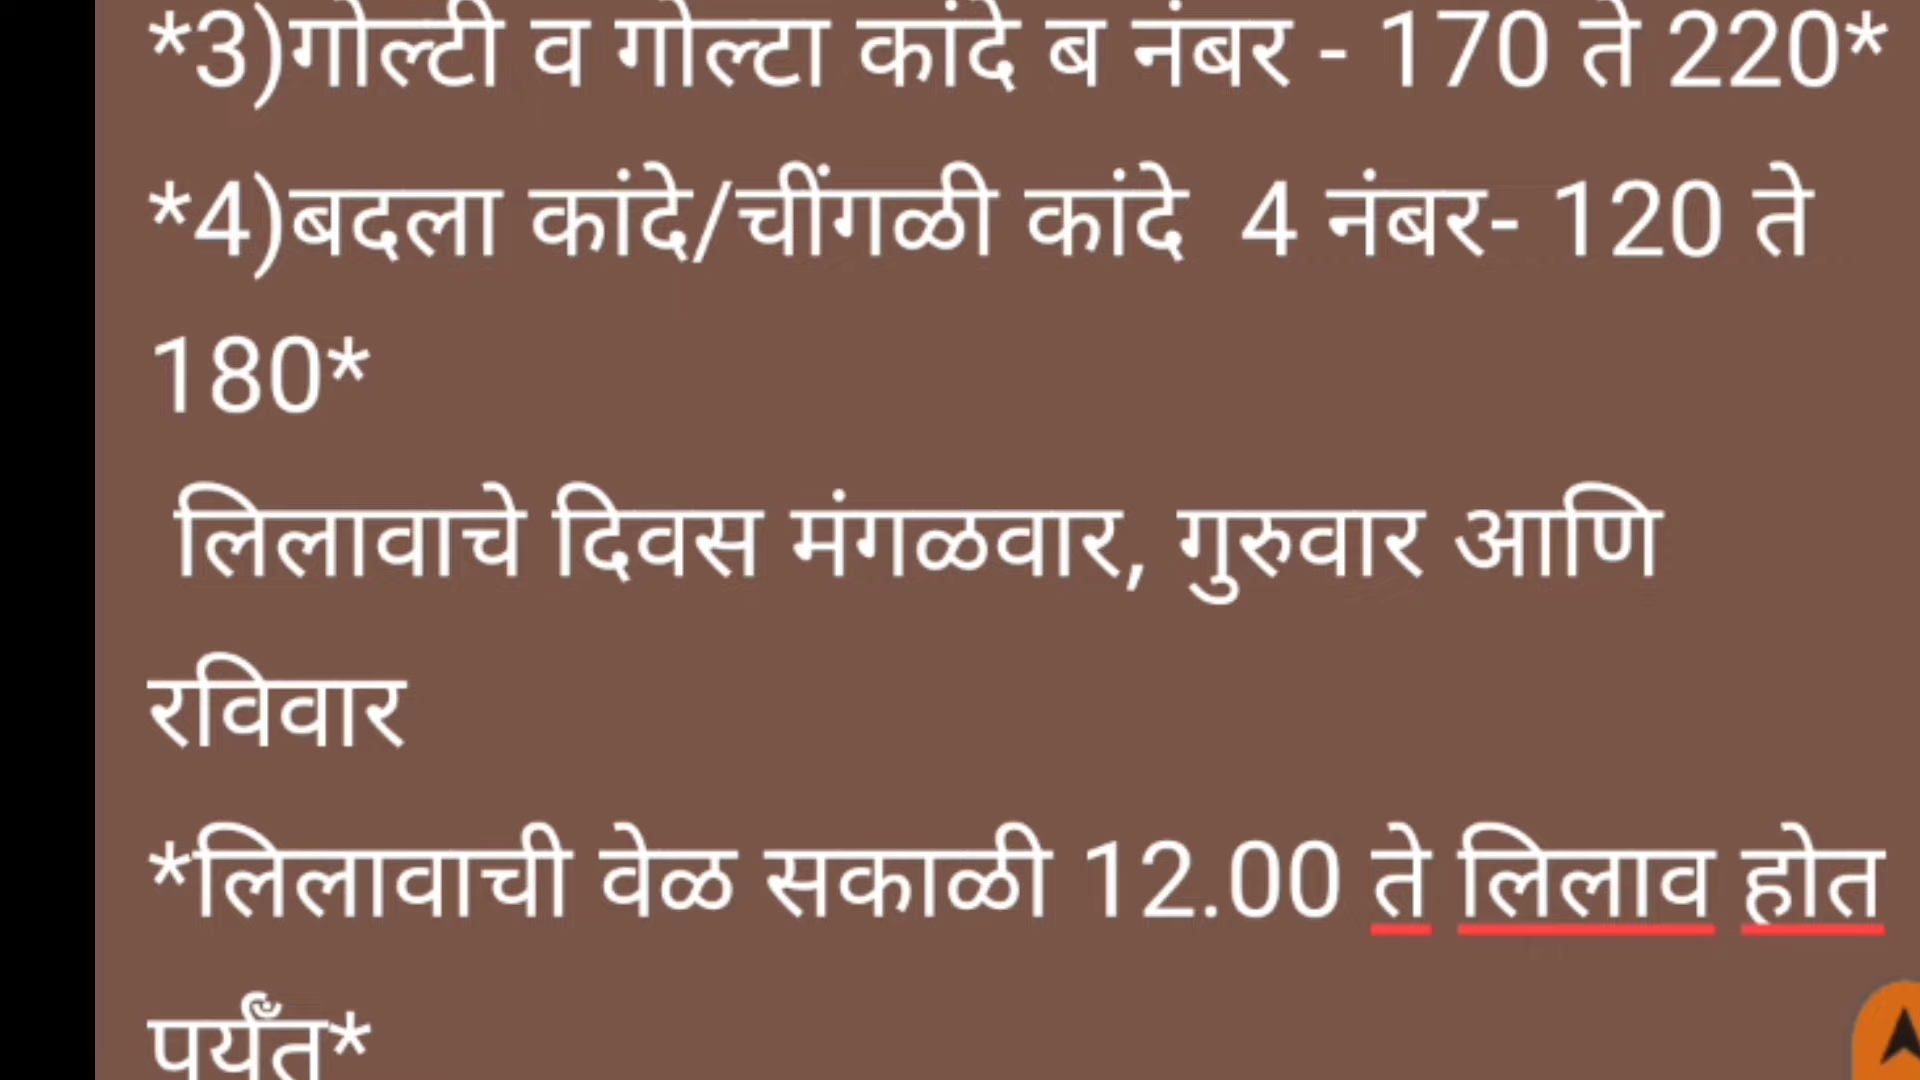 *3)गोल्टी व गोल्टा कांदे ब नंबर - 170 ते 220*
*4)बदला कांदे/चींगळी कांदे  4 नंबर- 120 ते
180*
लिलावाचे दिवस मंगळवार, गुरुवार आणि
रविवार
*लिलावाची वेळ सकाळी 12.00 ते लिलाव होत
पर्यँत*